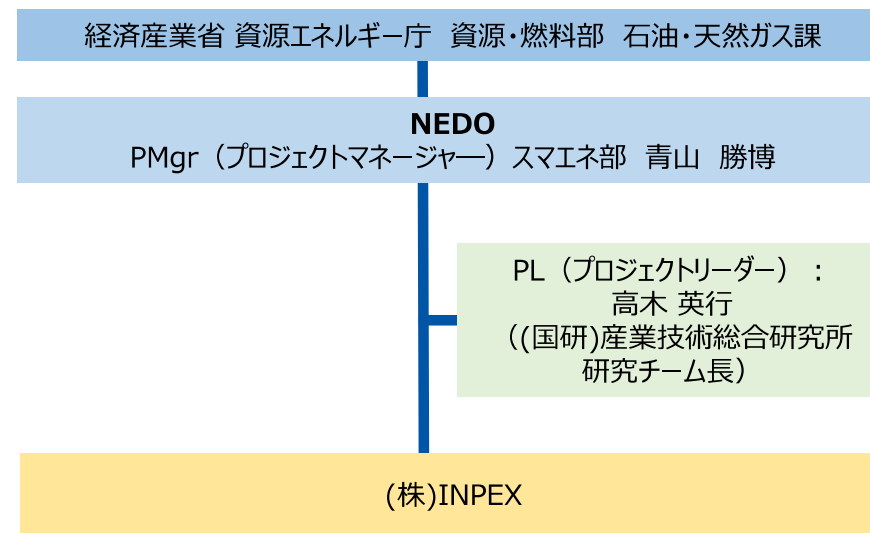 経済産業省 資源エネルギー庁　資源・燃料部　石油・天然ガス課
NEDO
PMgr（プロジェクトマネージャ―）スマエネ部　青山　勝博
PL（プロジェクトリーダー）：
高木 英行
（(国研)産業技術総合研究所
研究チーム長）
(株)INPEX